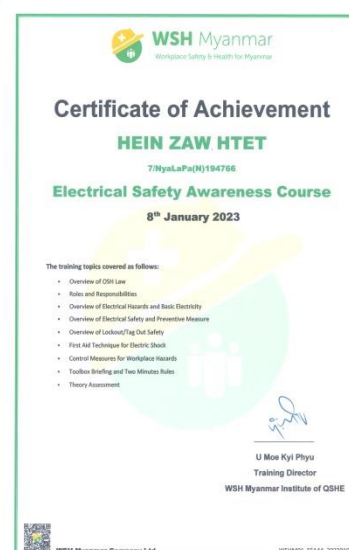 WSH Myanmar
Workplace Safety & Health for Myanmar
Certificate of Achievement
HEIN ZAW HTET
7/NyaLaPa(N)194766
Electrical Safety Awareness Course
8th January 2023
The training topics covered as follows:
• Overview of OSH Law
• Roles and Responsibilities
• Overview of Electrical Hazards and Basic Electricity
• Overview of Electrical Safety and Preventive Measure
• Overview of Lockout/Tag Out Safety
• First Aid Technique for Electric Shock
• Control Measures for Workplace Hazards
• Toolbox Briefing and Two Minutes Rules
• Theory Assessment
U Moe Kyi Phyu
Training Director
WSH Myanmar Institute of QSHE
WSH Myanmar Company Ltd